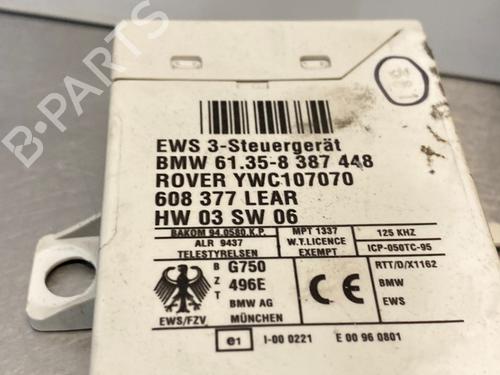 B-PARTS
EWS 3-Steuergerät
BMW 61.35-8 387 448
ROVER YWC107070
608 377 LEAR
HW 03 SW 06
BAKOM 94.0580.K.P.
ALR 9437
TELESTYRELSEN
MPT 1337
W.T.LICENCE
EXEMPT
125 KHZ
ICP-050TC-95
B
Z
T
G750
496E
BMW AG
MÜNCHEN
EWS/FZV
CE
RTT/D/X1162
BMW
EWS
e1
I-00 0221
E 00 96 0801